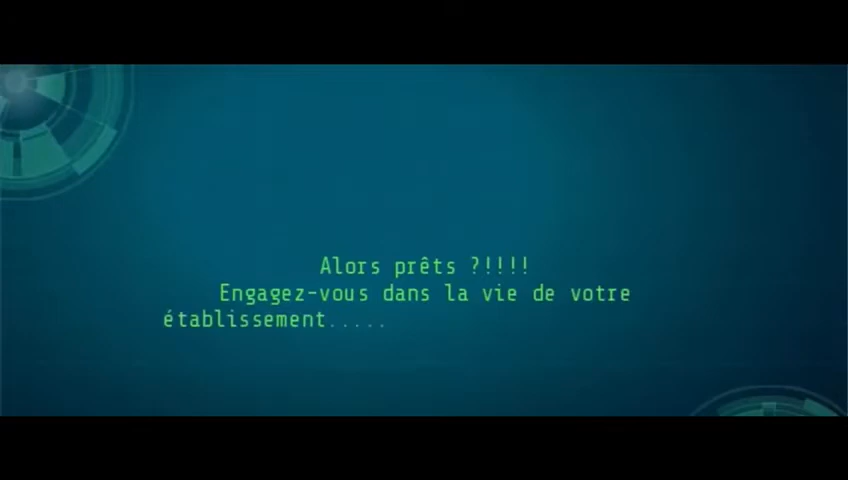 Alors prêts ?!!!!
Engagez-vous dans la vie de votre
établissement.....